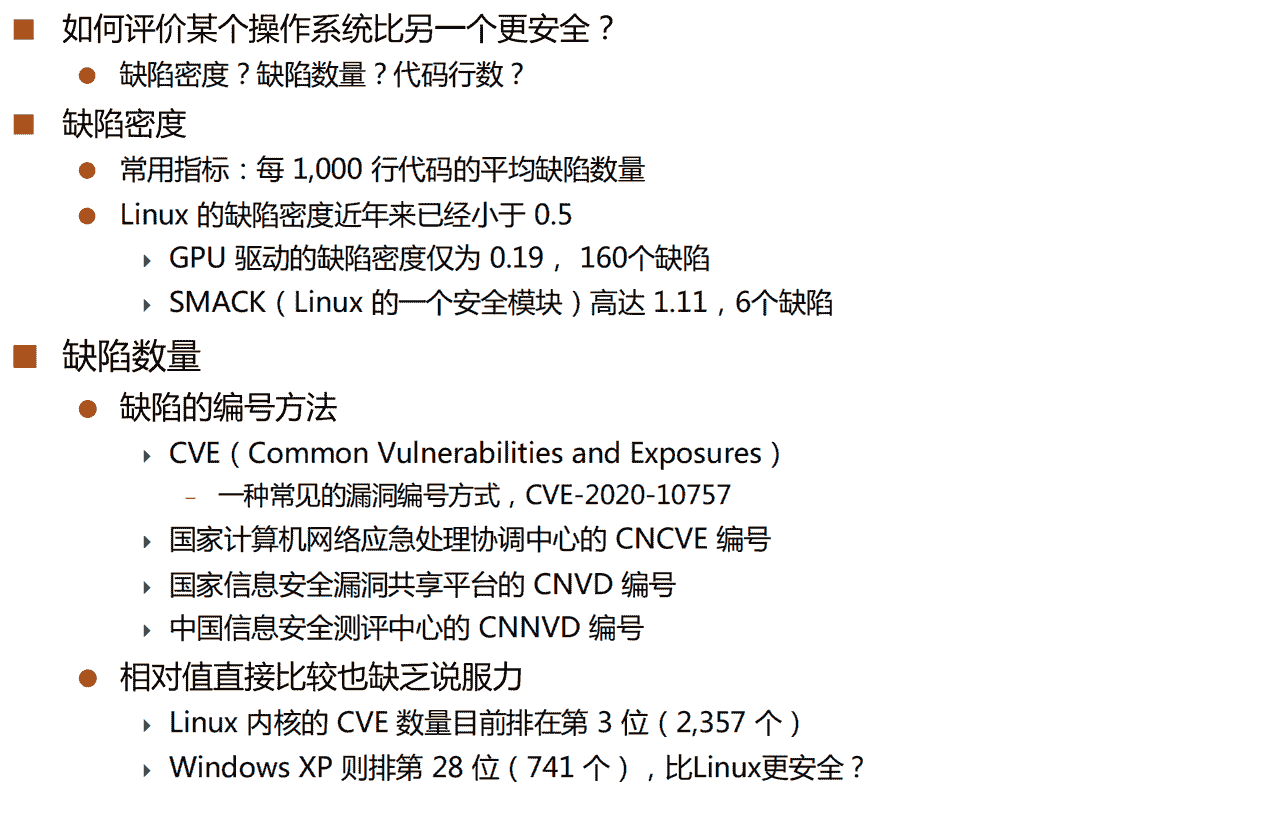 如何评价某个操作系统比另一个更安全？
缺陷密度？缺陷数量？代码行数？
缺陷密度
常用指标：每 1,000 行代码的平均缺陷数量
Linux 的缺陷密度近年来已经小于 0.5
GPU 驱动的缺陷密度仅为 0.19， 160个缺陷
SMACK（Linux 的一个安全模块）高达 1.11，6个缺陷
缺陷数量
缺陷的编号方法
CVE（Common Vulnerabilities and Exposures）
– 一种常见的漏洞编号方式，CVE-2020-10757
国家计算机网络应急处理协调中心的 CNCVE 编号
国家信息安全漏洞共享平台的 CNVD 编号
中国信息安全测评中心的 CNNVD 编号
相对值直接比较也缺乏说服力
Linux 内核的 CVE 数量目前排在第 3 位（2,357 个）
Windows XP 则排第 28 位（741 个），比Linux更安全？